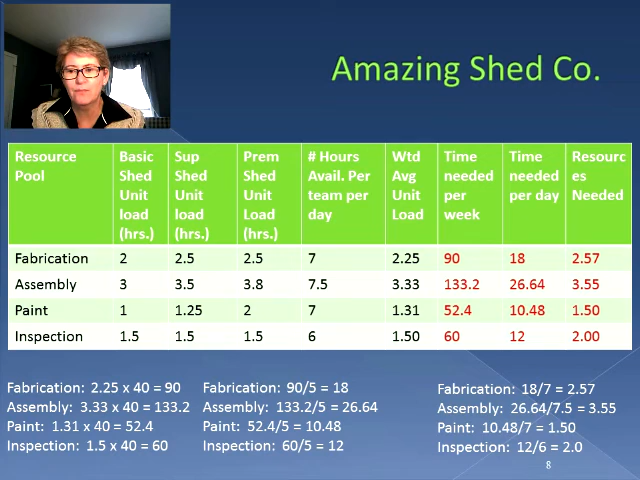 Amazing Shed Co.
Resource Pool | Basic Shed Unit load (hrs.) | Sup Shed Unit load (hrs.) | Prem Shed Unit Load (hrs.) | # Hours Avail. Per team per day | Wtd Avg Unit Load | Time needed per week | Time needed per day | Resources Needed
Fabrication | 2 | 2.5 | 2.5 | 7 | 2.25 | 90 | 18 | 2.57
Assembly | 3 | 3.5 | 3.8 | 7.5 | 3.33 | 133.2 | 26.64 | 3.55
Paint | 1 | 1.25 | 2 | 7 | 1.31 | 52.4 | 10.48 | 1.50
Inspection | 1.5 | 1.5 | 1.5 | 6 | 1.50 | 60 | 12 | 2.00
Fabrication: 2.25 x 40 = 90
Assembly: 3.33 x 40 = 133.2
Paint: 1.31 x 40 = 52.4
Inspection: 1.5 x 40 = 60
Fabrication: 90/5 = 18
Assembly: 133.2/5 = 26.64
Paint: 52.4/5 = 10.48
Inspection: 60/5 = 12
Fabrication: 18/7 = 2.57
Assembly: 26.64/7.5 = 3.55
Paint: 10.48/7 = 1.50
Inspection: 12/6 = 2.0
8